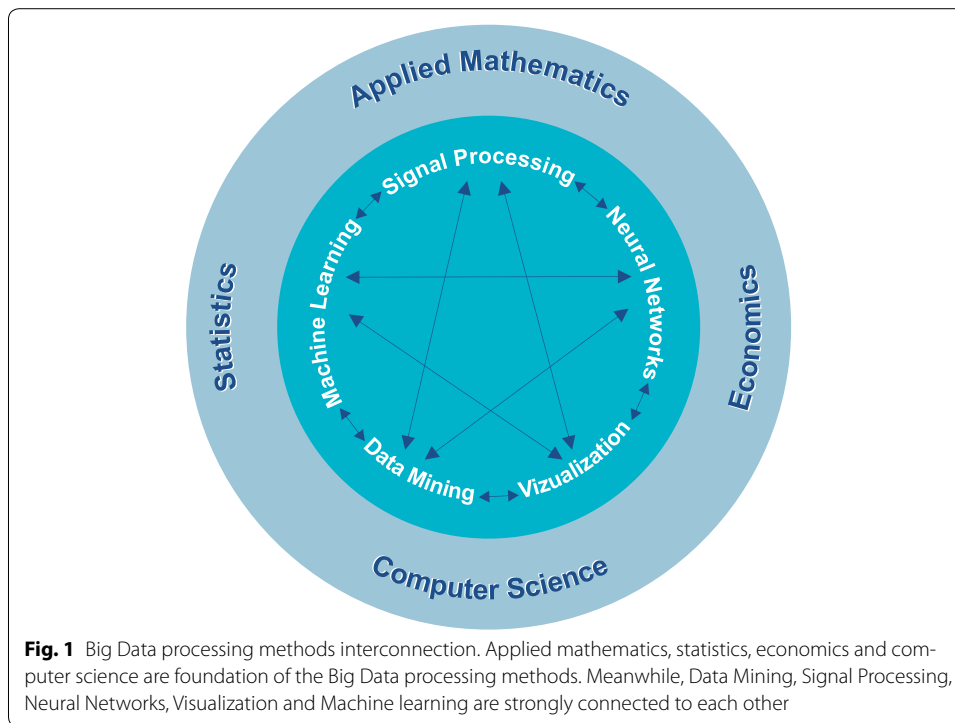 Applied Mathematics
Signal Processing
Neural Networks
Machine Learning
Statistics
Economics
Data Mining
Vizualization
Computer Science
Fig. 1 Big Data processing methods interconnection. Applied mathematics, statistics, economics and com-
puter science are foundation of the Big Data processing methods. Meanwhile, Data Mining, Signal Processing,
Neural Networks, Visualization and Machine learning are strongly connected to each other